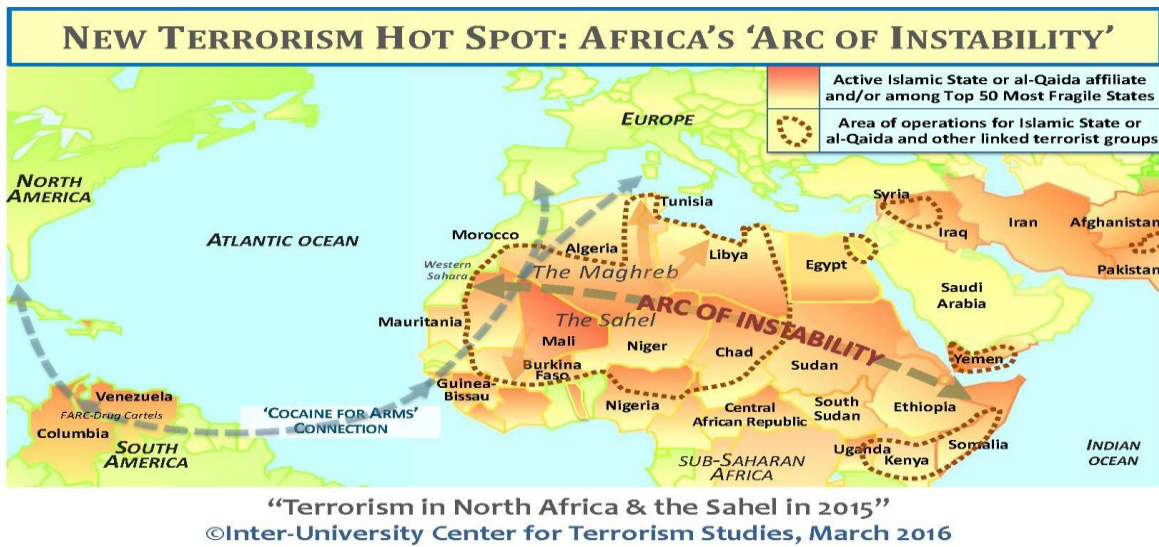 NEW TERRORISM HOT SPOT: AFRICA'S 'ARC OF INSTABILITY'
Active Islamic State or al-Qaida affiliate
and/or among Top 50 Most Fragile States
Area of operations for Islamic State or
al-Qaida and other linked terrorist groups
EUROPE
NORTH
AMERICA
ATLANTIC OCEAN
Tunisia
Syria
Iraq
Iran
Afghanistan
Pakistan
Morocco
Algeria
Libya
Egypt
Western
Sahara
The Maghreb
Saudi
Arabia
ARC OF INSTABILITY
Mauritania
The Sahel
Mali
Niger
Chad
Sudan
Yemen
Burkina
Faso
Guinea-
Bissau
Nigeria
Central
African Republic
South
Sudan
Ethiopia
Somalia
Uganda
Kenya
SUB-SAHARAN
AFRICA
INDIAN
OCEAN
Venezuela
FARC-Drug Cartels
Columbia
SOUTH
AMERICA
'COCAINE FOR ARMS'
CONNECTION
“Terrorism in North Africa & the Sahel in 2015”
©Inter-University Center for Terrorism Studies, March 2016